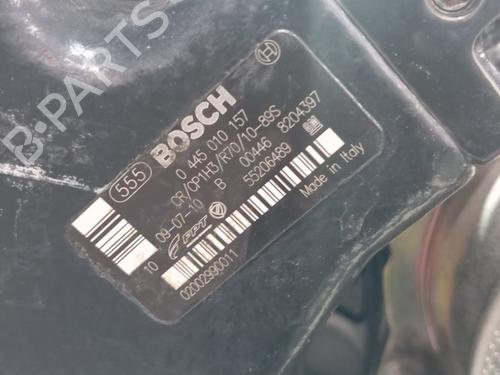 555 BOSCH
0 445 010 157
CR/CP1H3/R70/10-89S
09-07-10 B 00446 8204397
FPT 55206489
10
02002990011 Made in Italy
B-PARTS